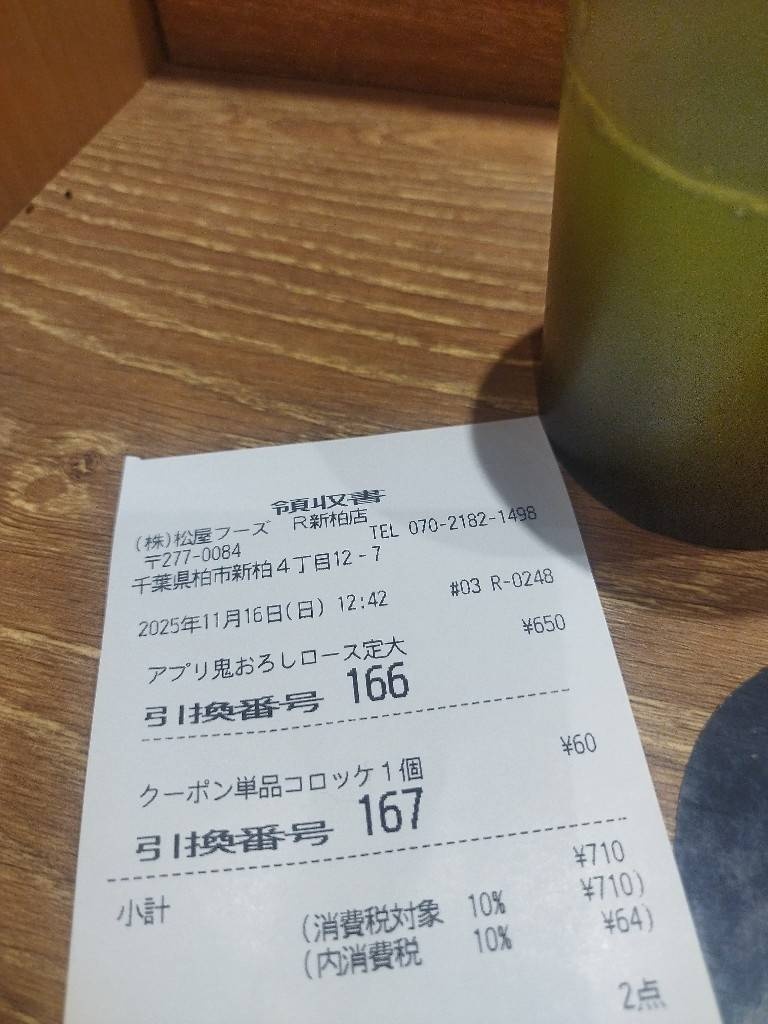 領収書
(株)松屋フーズ R新柏店
〒277-0084 TEL 070-2182-1498
千葉県柏市新柏4丁目12-7
2025年11月16日(日) 12:42 #03 R-0248
アプリ鬼おろしロース定大 ¥650
引換番号 166
クーポン単品コロッケ1個 ¥60
引換番号 167
小計 ¥710
(消費税対象 10% ¥710)
(内消費税 10% ¥64)
2点